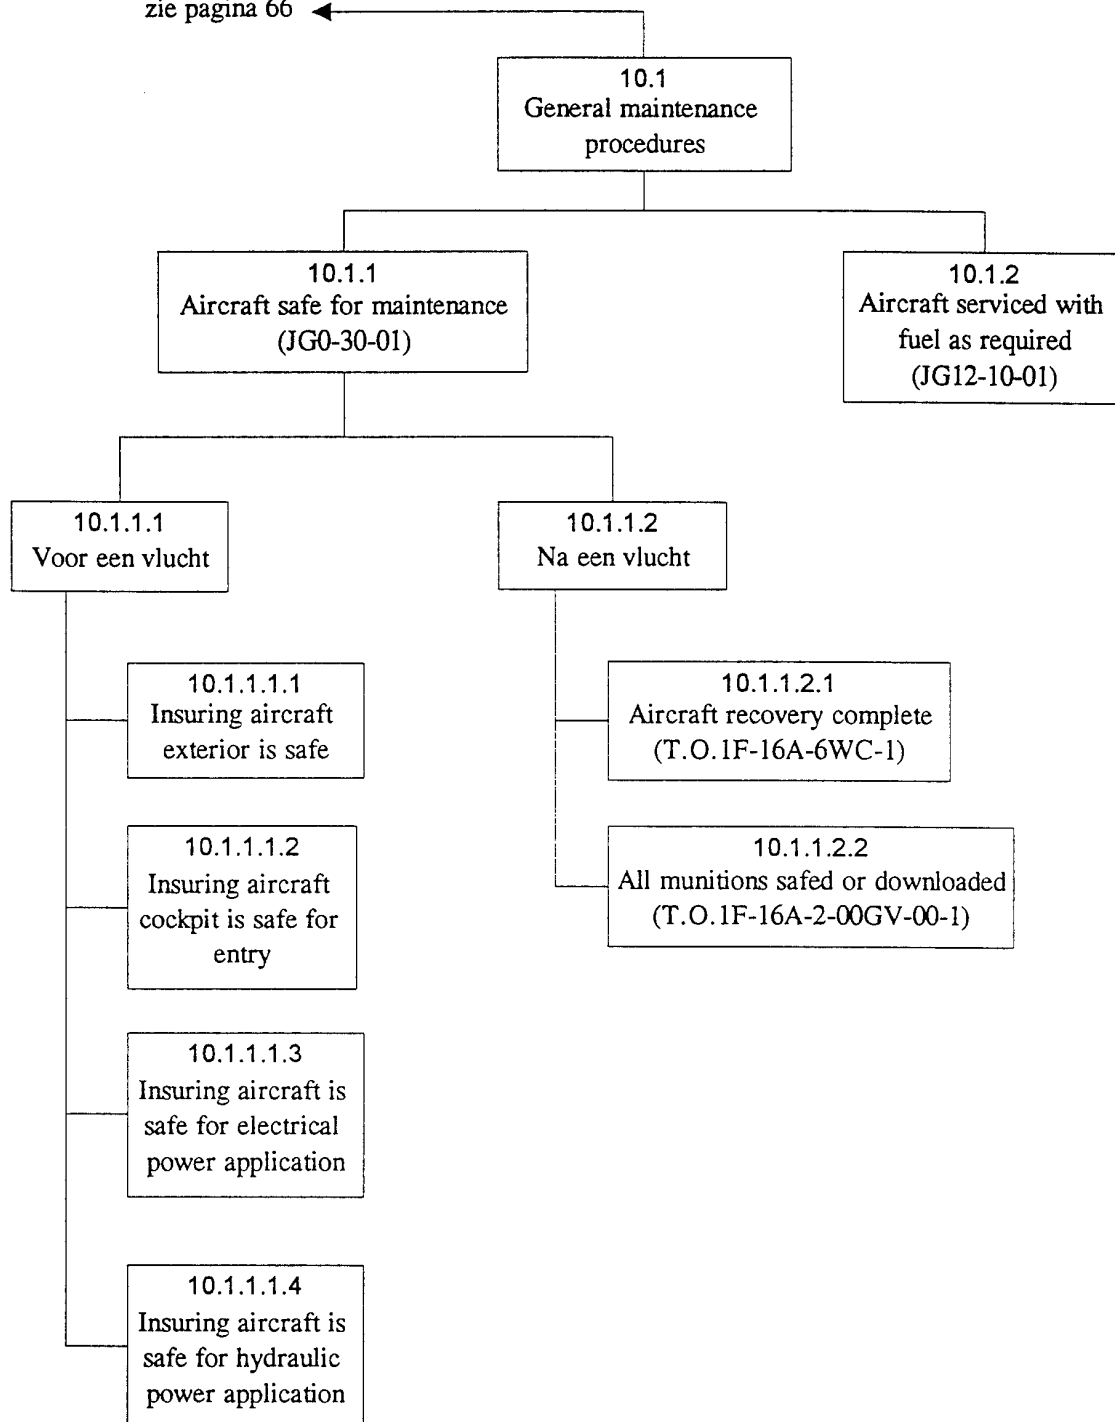 zie pagina 66
10.1
General maintenance
procedures
10.1.1
Aircraft safe for maintenance
(JG0-30-01)
10.1.2
Aircraft serviced with
fuel as required
(JG12-10-01)
10.1.1.1
Voor een vlucht
10.1.1.2
Na een vlucht
10.1.1.1.1
Insuring aircraft
exterior is safe
10.1.1.1.2
Insuring aircraft
cockpit is safe for
entry
10.1.1.1.3
Insuring aircraft is
safe for electrical
power application
10.1.1.1.4
Insuring aircraft is
safe for hydraulic
power application
10.1.1.2.1
Aircraft recovery complete
(T.O.1F-16A-6WC-1)
10.1.1.2.2
All munitions safed or downloaded
(T.O.1F-16A-2-00GV-00-1)